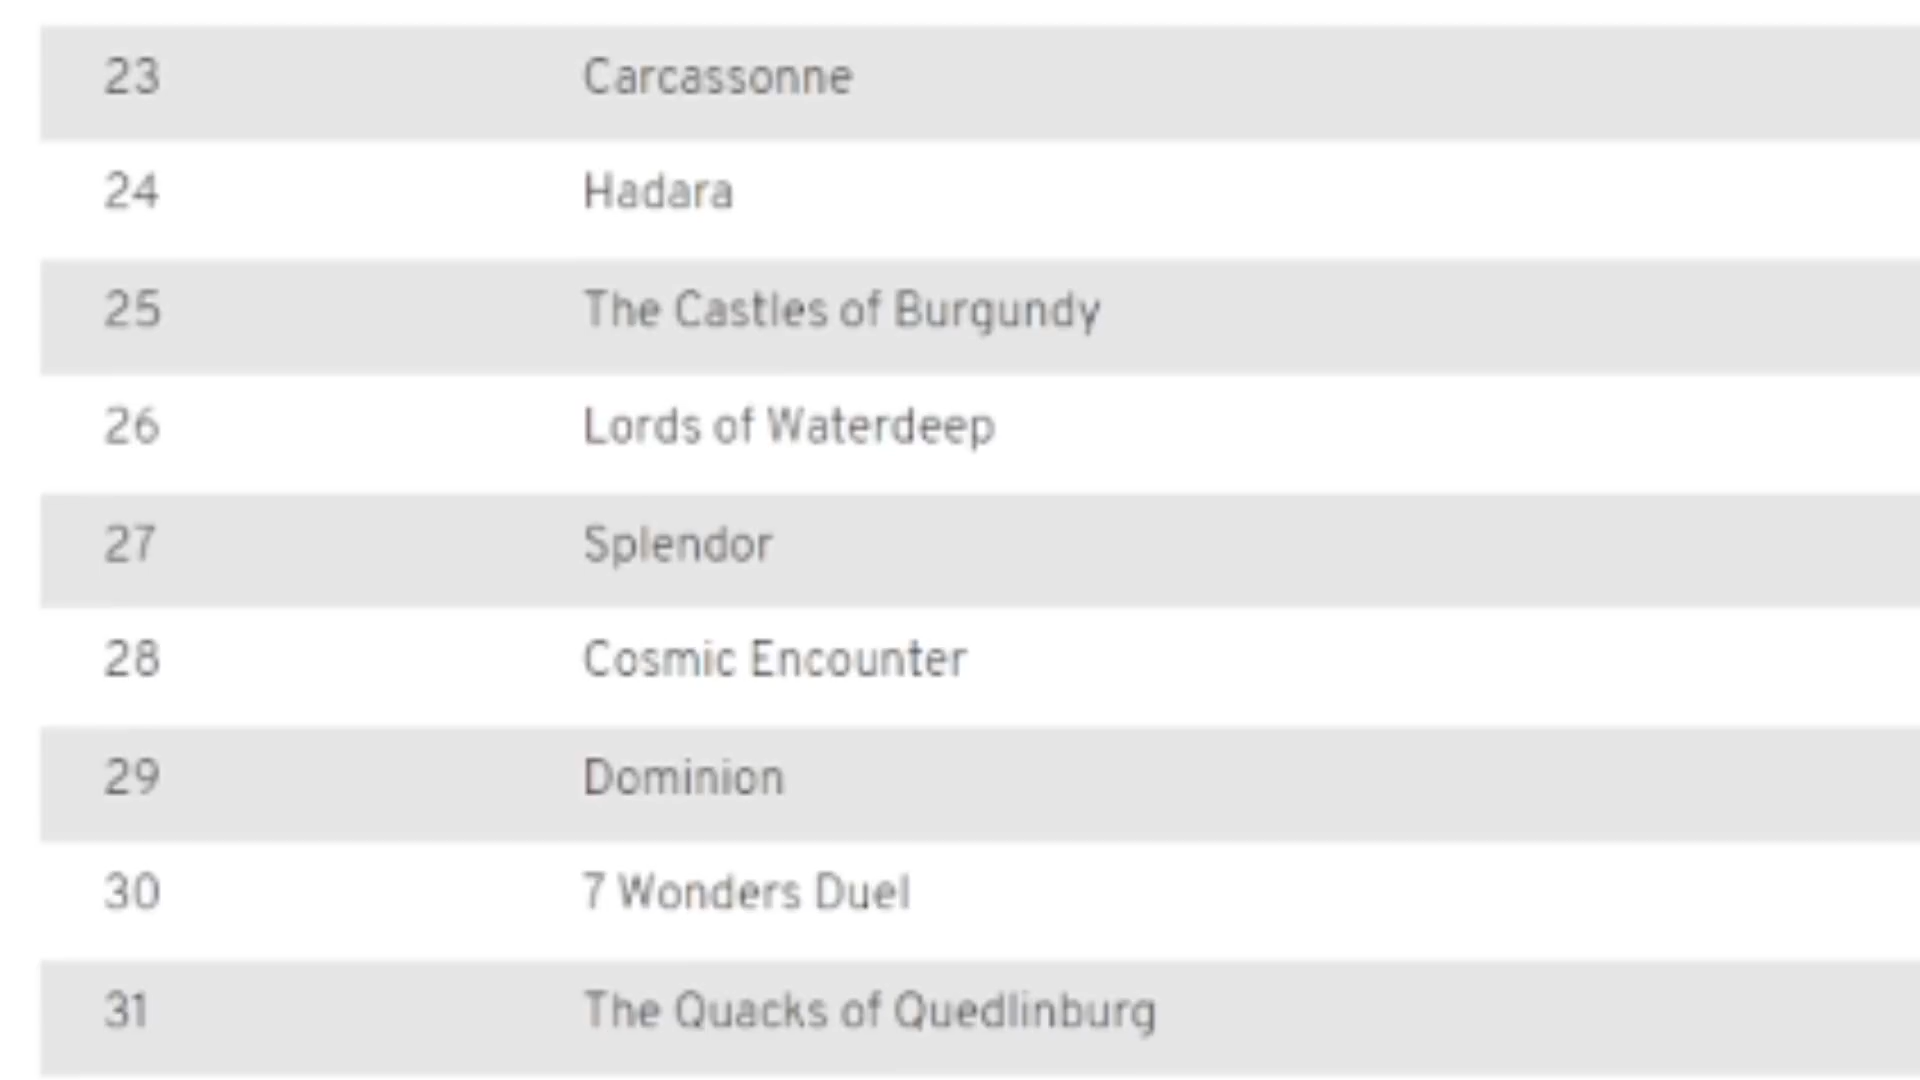 23 Carcassonne
24 Hadara
25 The Castles of Burgundy
26 Lords of Waterdeep
27 Splendor
28 Cosmic Encounter
29 Dominion
30 7 Wonders Duel
31 The Quacks of Quedlinburg